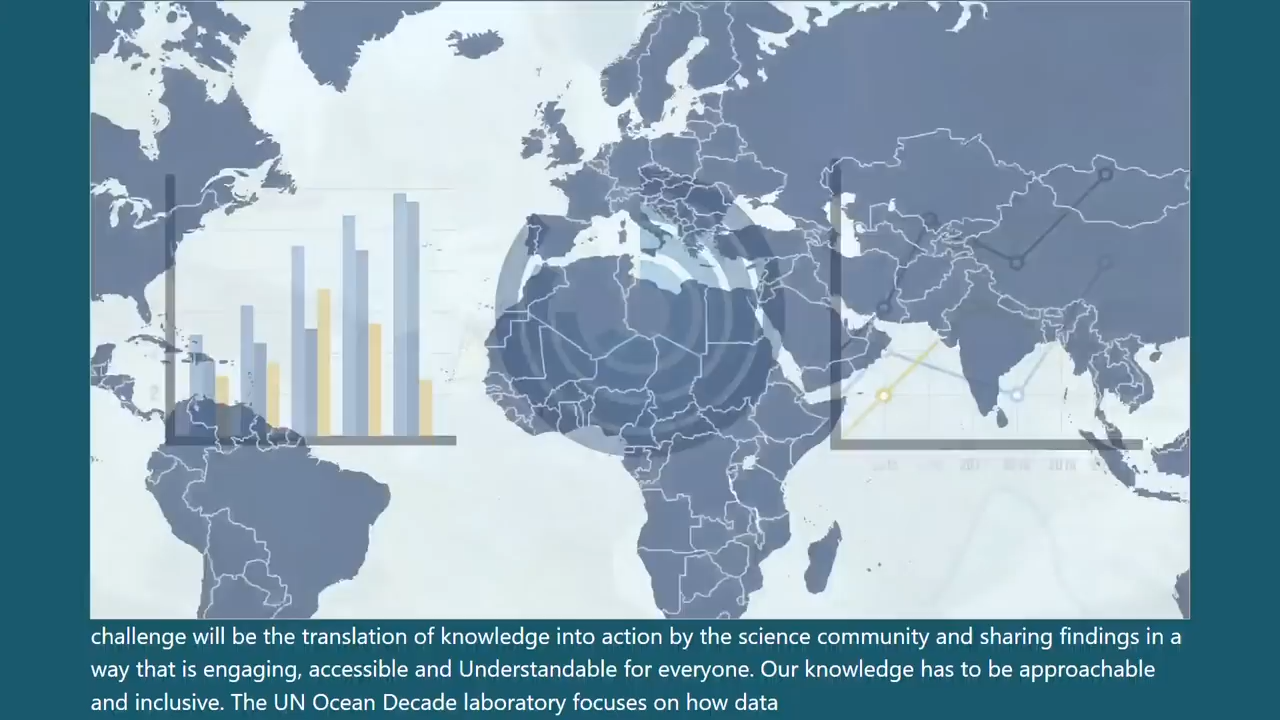 challenge will be the translation of knowledge into action by the science community and sharing findings in a
way that is engaging, accessible and Understandable for everyone. Our knowledge has to be approachable
and inclusive. The UN Ocean Decade laboratory focuses on how data